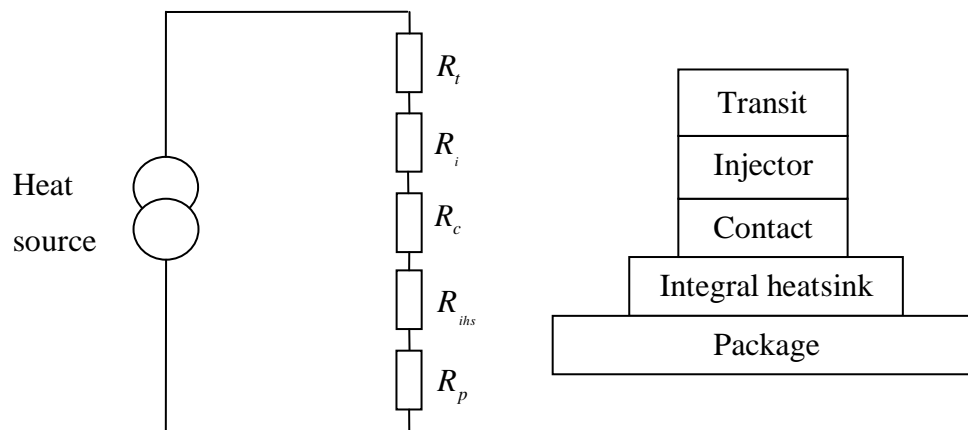 Heat
source
R_t
R_i
R_c
R_ihs
R_p
Transit
Injector
Contact
Integral heatsink
Package